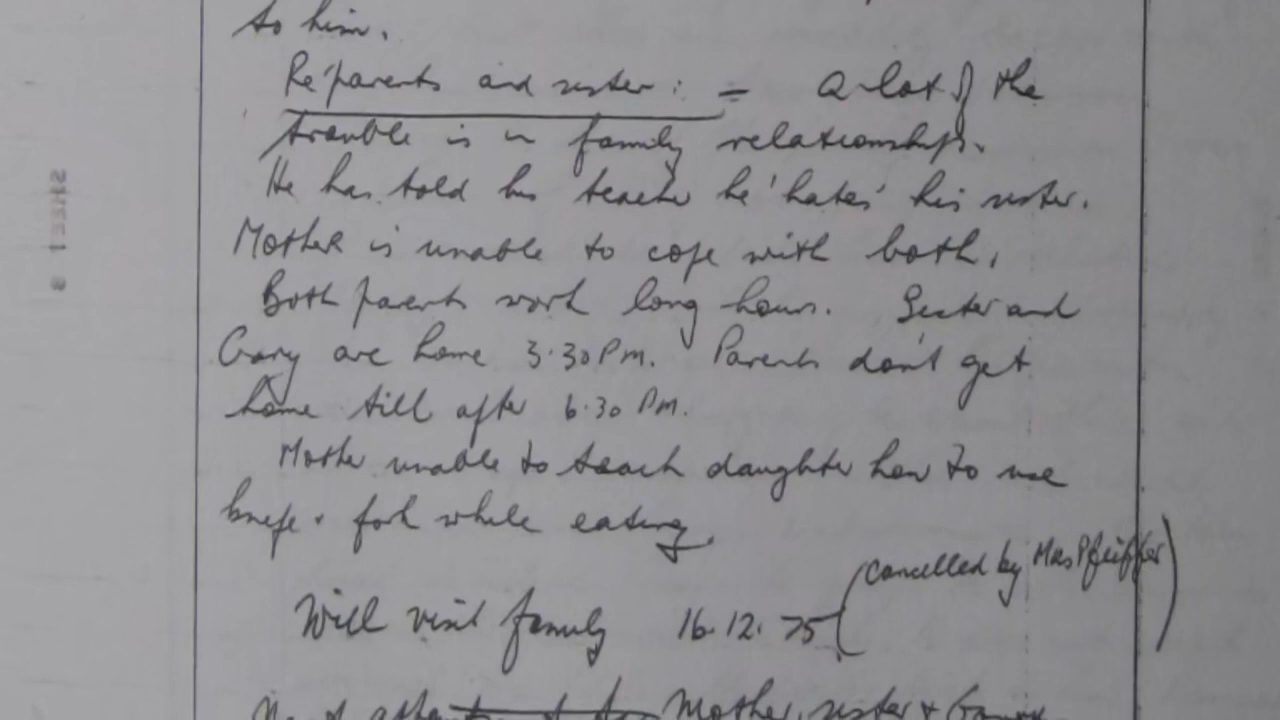 to him.
Re'parents and sister: = A lot of the
trouble is in family relationships.
He has told his teacher he 'hates' his sister.
Mother is unable to cope with both.
Both parents work long hours. Sister and
Gary are home 3.30 P.m. Parents don't get
home till after 6.30 P.m.
Mother unable to teach daughter how to use
knife + fork while eating.
(cancelled by Mrs Pfeiffer)
Will visit family 16.12.75
Mother, sister +
SHEET 8